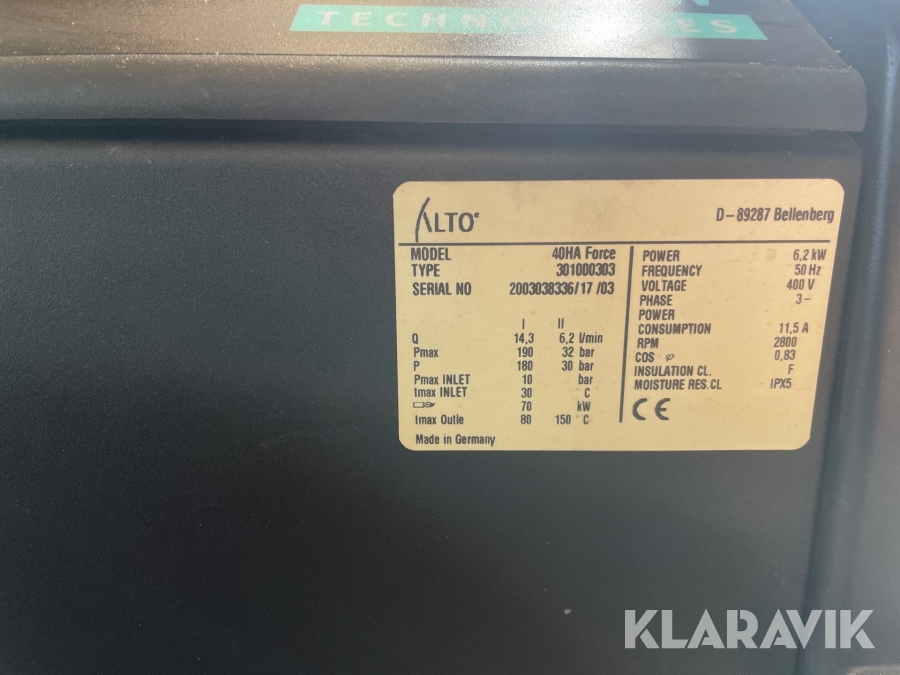 ALTO
D-89287 Bellenberg
MODEL 40HA Force
TYPE 301000303
SERIAL NO 2003038336/17 /03
I II
Q 14,3 6,2 l/min
Pmax 190 32 bar
P 180 30 bar
Pmax INLET 10 bar
tmax INLET 30 C
70 kW
tmax Outle 80 150 °C
Made in Germany
POWER 6,2 kW
FREQUENCY 50 Hz
VOLTAGE 400 V
PHASE 3~
POWER
CONSUMPTION 11,5 A
RPM 2800
COS φ 0,83
INSULATION CL. F
MOISTURE RES.CL IPX5
CE
KLARAVIK